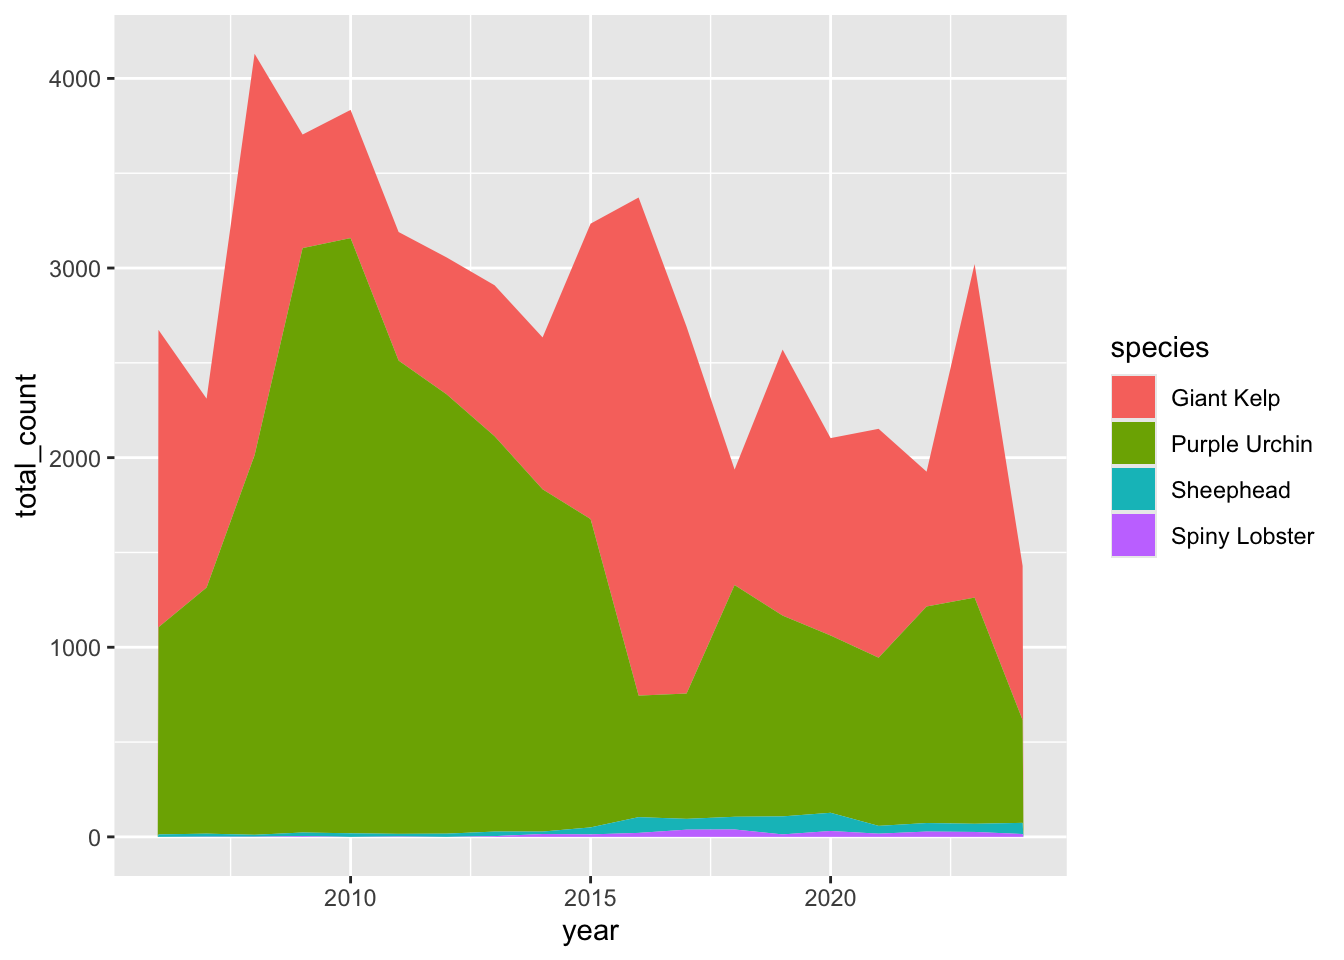 total_count
4000
3000
2000
1000
0
2010 2015 2020
year
species
Giant Kelp
Purple Urchin
Sheephead
Spiny Lobster